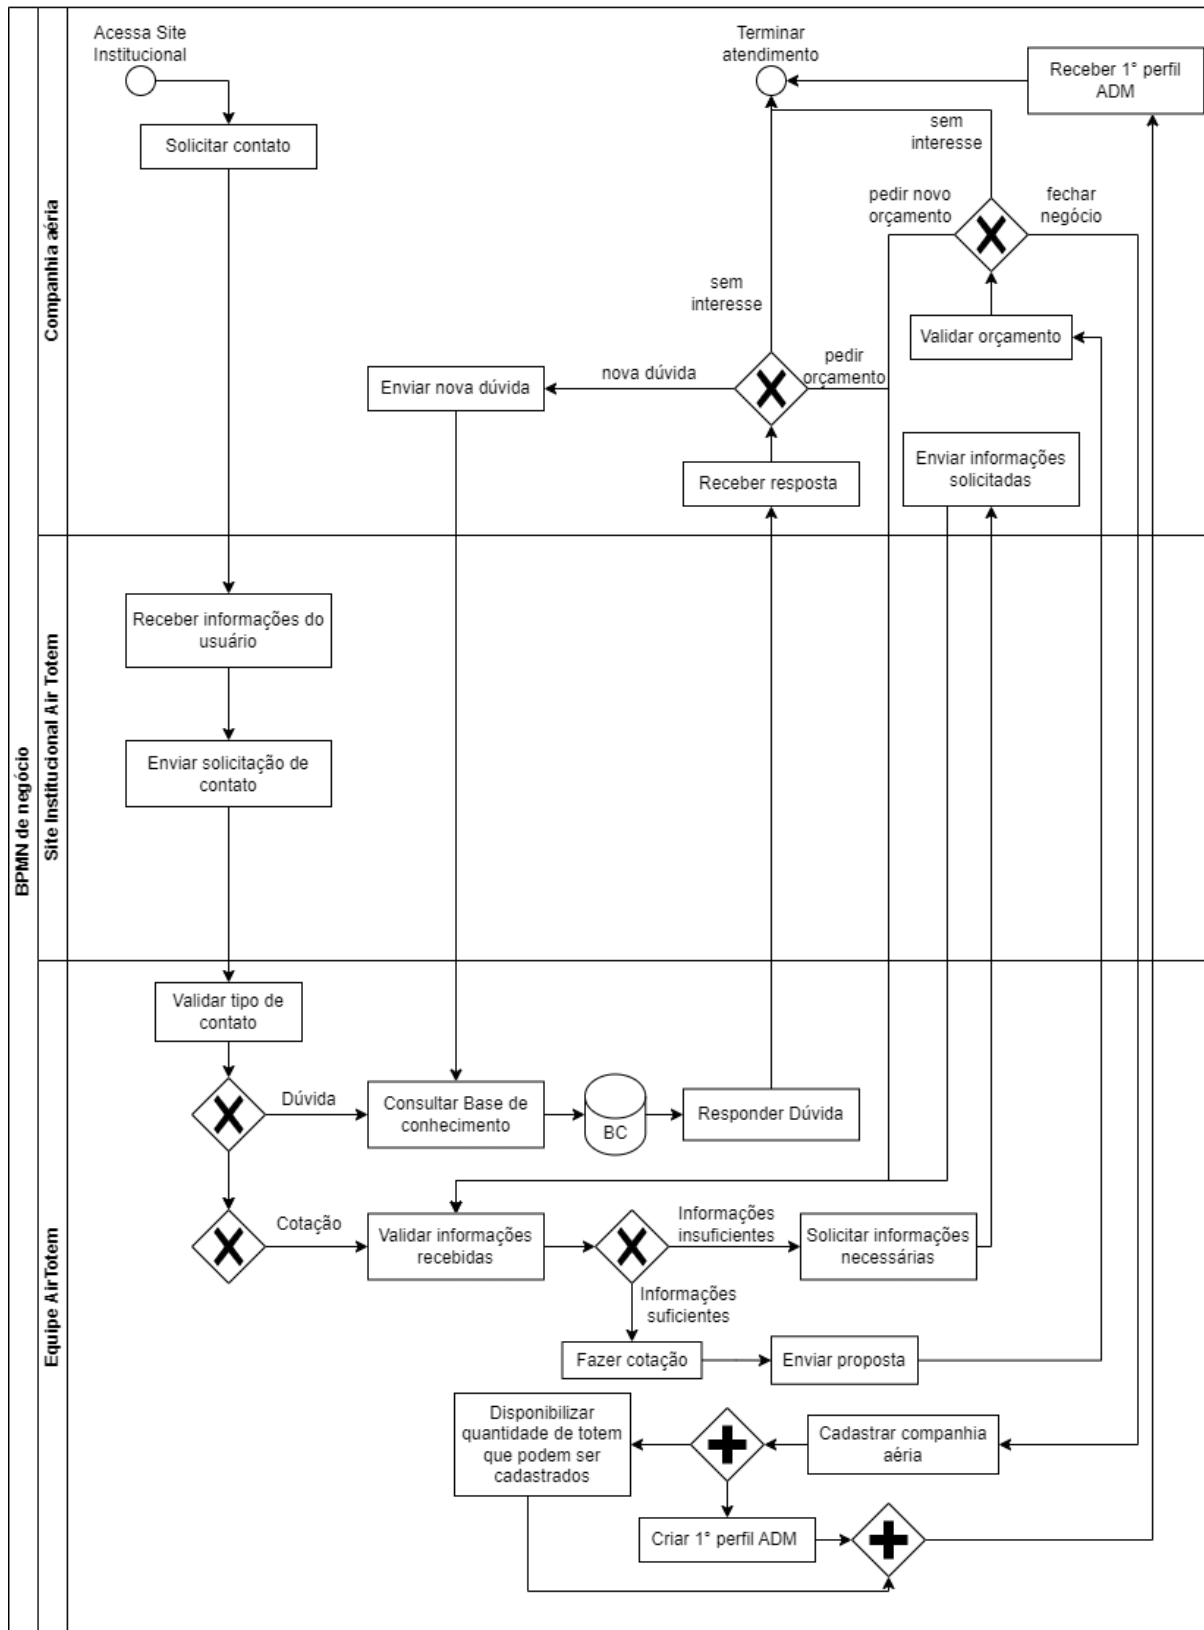 BPMN de negócio
Companhia aéria
Acessa Site
Institucional
Terminar
atendimento
Receber 1° perfil
ADM
Solicitar contato
sem
interesse
pedir novo
orçamento
fechar
negócio
sem
interesse
Validar orçamento
pedir
orçamento
nova dúvida
Enviar nova dúvida
Enviar informações
solicitadas
Receber resposta
Site Institucional Air Totem
Receber informações do
usuário
Enviar solicitação de
contato
Equipe AirTotem
Validar tipo de
contato
Dúvida
Consultar Base de
conhecimento
BC
Responder Dúvida
Cotação
Validar informações
recebidas
Informações
insuficientes
Solicitar informações
necessárias
Informações
suficientes
Fazer cotação
Enviar proposta
Disponibilizar
quantidade de totem
que podem ser
cadastrados
Cadastrar companhia
aéria
Criar 1° perfil ADM